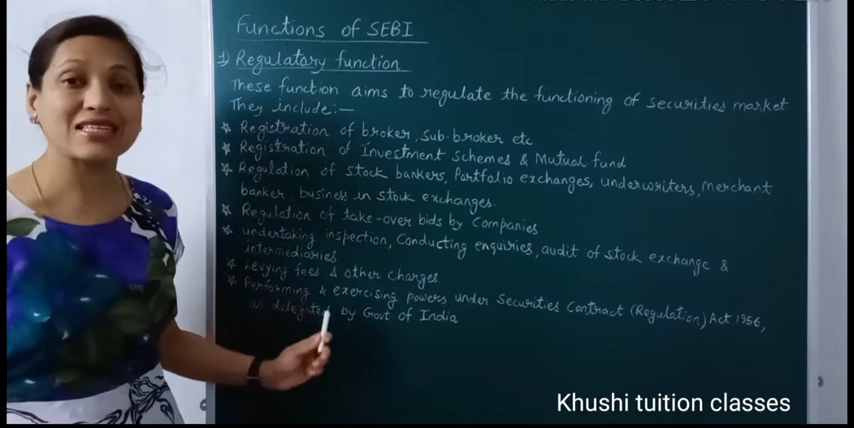 Functions of SEBI
1) Regulatory function
These function aims to regulate the functioning of securities market
They include:—
☆ Registration of broker, sub-broker etc
☆ Registration of Investment Schemes & Mutual fund
☆ Regulation of stock bankers, Portfolio exchanges, underwriters, Merchant
banker, business in stock exchanges.
☆ Regulation of take-over bids by Companies
☆ undertaking inspection, Conducting enquiries, audit of stock exchange &
intermediaries
☆ Levying fees & other charges
☆ Performing & exercising powers under Securities Contract (Regulation) Act 1956,
as delegated by Govt of India
Khushi tuition classes